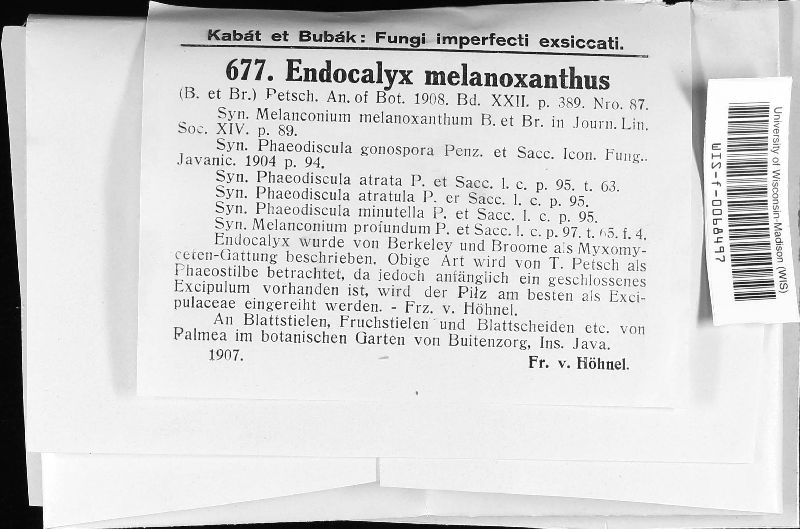 Kabát et Bubák: Fungi imperfecti exsiccati.
677. Endocalyx melanoxanthus
(B. et Br.) Petsch. An. of Bot. 1908. Bd. XXII. p. 389. Nro. 87.
Syn. Melanconium melanoxanthum B. et Br. in Journ. Lin.
Soc. XIV. p. 89.
Syn. Phaeodiscula gonospora Penz. et Sacc. Icon. Fung..
Javanic. 1904 p. 94.
Syn. Phaeodiscula atrata P. et Sacc. l. c. p. 95. t. 63.
Syn. Phaeodiscula atratula P. er Sacc. l. c. p. 95.
Syn. Phaeodiscula minutella P. et Sacc. l. c. p. 95.
Syn. Melanconium profundum P. et Sacc. l. c. p. 97. t. 65. f. 4.
Endocalyx wurde von Berkeley und Broome als Myxomy-
ceten-Gattung beschrieben. Obige Art wird von T. Petsch als
Phaeostilbe betrachtet, da jedoch anfänglich ein geschlossenes
Excipulum vorhanden ist, wird der Pilz am besten als Exci-
pulaceae eingereiht werden. - Frz. v. Höhnel.
An Blattstielen, Fruchstielen und Blattscheiden etc. von
Palmea im botanischen Garten von Buitenzorg, Ins. Java.
1907.
Fr. v. Höhnel.
University of Wisconsin-Madison (WIS)
WIS-f-0068497